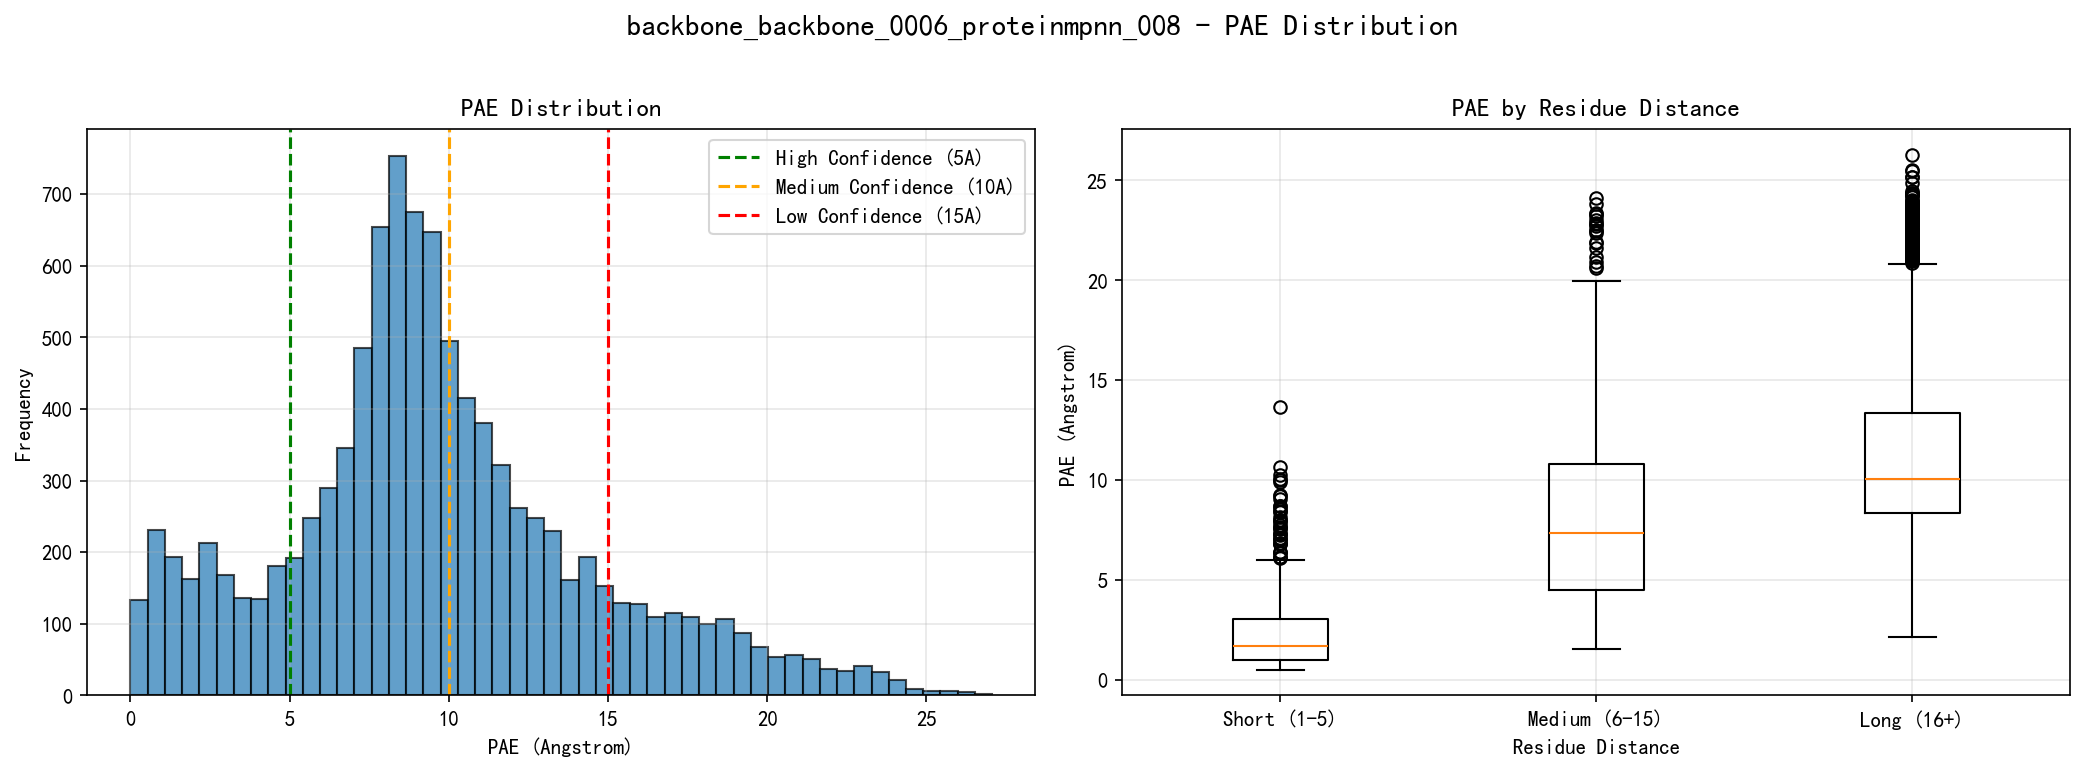 backbone_backbone_0006_proteinmpnn_008 - PAE Distribution
PAE Distribution
High Confidence (5A)
Medium Confidence (10A)
Low Confidence (15A)
Frequency
700
600
500
400
300
200
100
0
0
5
10
15
20
25
PAE (Angstrom)
PAE by Residue Distance
PAE (Angstrom)
25
20
15
10
5
0
Short (1-5)
Medium (6-15)
Long (16+)
Residue Distance